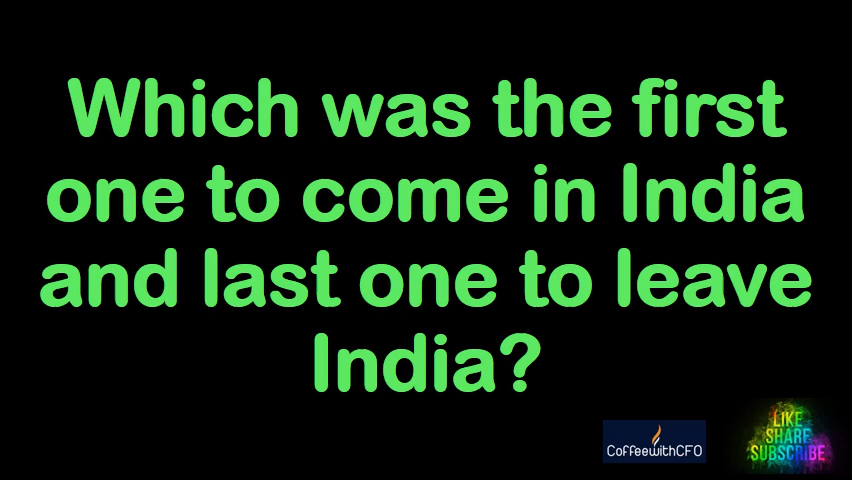 Which was the first
one to come in India
and last one to leave
India?
CoffeewithCFO
LIKE
SHARE
SUBSCRIBE